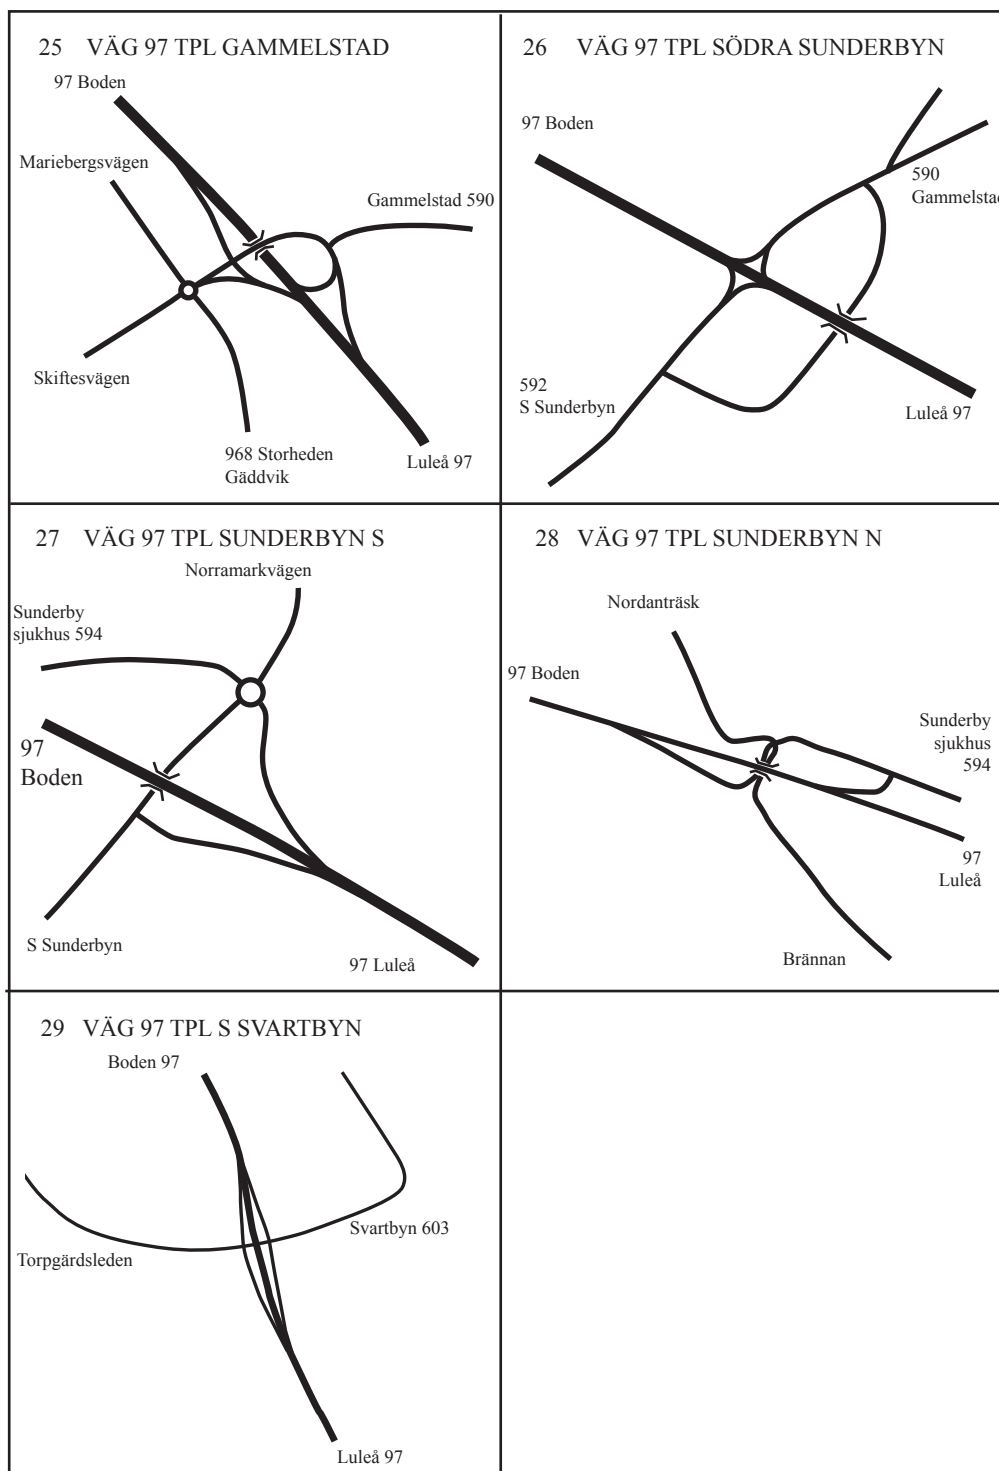 25 VÄG 97 TPL GAMMELSTAD
97 Boden
Mariebergsvägen
Gammelstad 590
Skiftesvägen
968 Storheden
Gäddvik
Luleå 97
26 VÄG 97 TPL SÖDRA SUNDERBYN
97 Boden
590
Gammelstad
592
S Sunderbyn
Luleå 97
27 VÄG 97 TPL SUNDERBYN S
Norramarkvägen
Sunderby
sjukhus 594
97
Boden
S Sunderbyn
97 Luleå
28 VÄG 97 TPL SUNDERBYN N
Nordanträsk
97 Boden
Sunderby
sjukhus
594
97
Luleå
Brännan
29 VÄG 97 TPL S SVARTBYN
Boden 97
Svartbyn 603
Torpgärdsleden
Luleå 97